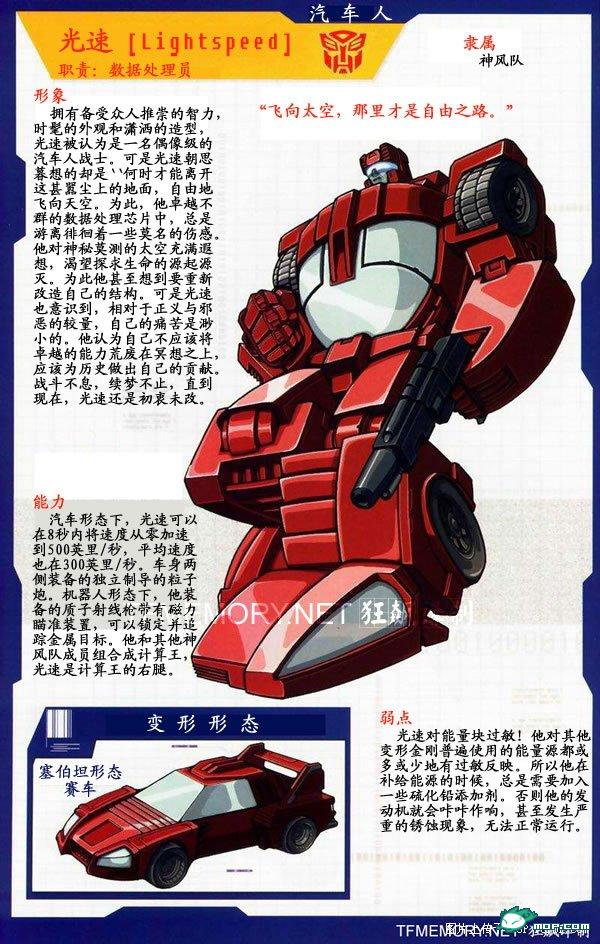 汽车人
光速 [Lightspeed]
职责：数据处理员
隶属
神风队
形象
拥有备受众人推崇的智力，
时髦的外观和潇洒的造型，
光速被认为是一名偶像级的
汽车人战士。可是光速朝思
暮想的却是``何时才能离开
这甚嚣尘上的地面，自由地
飞向天空。为此，他卓越不
群的数据处理芯片中，总是
游离徘徊着一些莫名的伤感。
他对神秘莫测的太空充满遐
想，渴望探求生命的源起源
灭。为此他甚至想到要重新
改造自己的结构。可是光速
也意识到，相对于正义与邪
恶的较量，自己的痛苦是渺
小的。他认为自己不应该将
卓越的能力荒废在冥想之上，
应该为历史做出自己的贡献。
战斗不息，续梦不止，直到
现在，光速还是初衷未改。
“飞向太空，那里才是自由之路。”
能力
汽车形态下，光速可以
在8秒内将速度从零加速
到500英里/秒，平均速度
也在300英里/秒。车身两
侧装备的独立制导的粒子
炮。机器人形态下，他装
备的质子射线枪带有磁力
瞄准装置，可以锁定并追
踪金属目标。他和其他神
风队成员组合成计算王，
光速是计算王的右腿。
EMORY.NET 狂飙
变形形态
塞伯坦形态
赛车
弱点
光速对能量块过敏！他对其他
变形金刚普遍使用的能量源都或
多或少地有过敏反映。所以他在
补给能源的时候，总是需要加入
一些硫化铅添加剂。否则他的发
动机就会咔咔作响，甚至发生严
重的锈蚀现象，无法正常运行。
TFMEMORY.NET 狂飙
mop.com